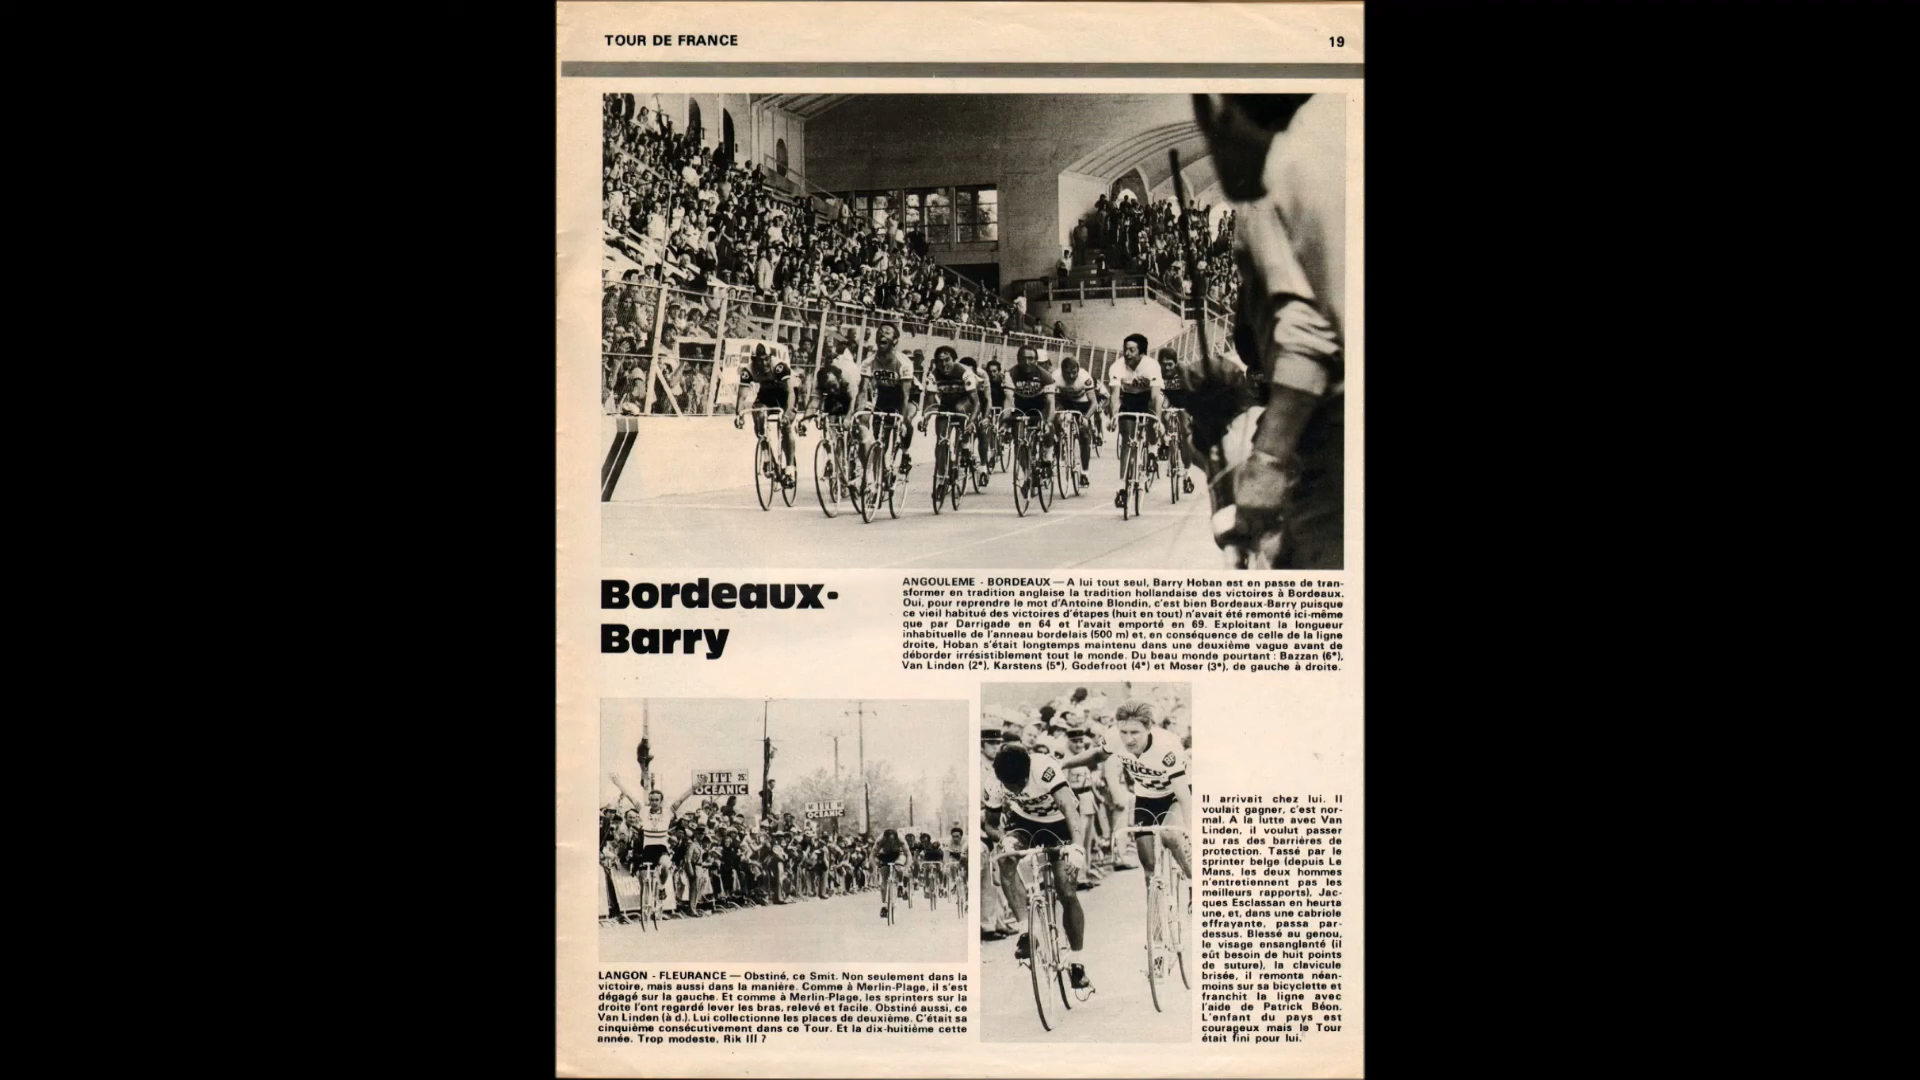 TOUR DE FRANCE
19
Bordeaux-
Barry
ANGOULEME - BORDEAUX — A lui tout seul, Barry Hoban est en passe de tran-
sformer en tradition anglaise la tradition hollandaise des victoires à Bordeaux.
Oui, pour reprendre le mot d'Antoine Blondin, c'est bien Bordeaux-Barry puisque
ce vieil habitué des victoires d'étapes (huit en tout) n'avait été remonté ici-même
que par Darrigade en 64 et l'avait emporté en 69. Exploitant la longueur
inhabituelle de l'anneau bordelais (500 m) et, en conséquence de celle de la ligne
droite, Hoban s'était longtemps maintenu dans une deuxième vague avant de
déborder irrésistiblement tout le monde. Du beau monde pourtant : Bazzan (6e),
Van Linden (2e), Karstens (5e), Godefroot (4e) et Moser (3e), de gauche à droite.
ITT
OCEANIC
ITT
OCEANIC
LANGON - FLEURANCE — Obstiné, ce Smit. Non seulement dans la
victoire, mais aussi dans la manière. Comme à Merlin-Plage, il s'est
dégagé sur la gauche. Et comme à Merlin-Plage, les sprinters sur la
droite l'ont regardé lever les bras, relevé et facile. Obstiné aussi, ce
Van Linden (à d.). Lui collectionne les places de deuxième. C'était sa
cinquième consécutivement dans ce Tour. Et la dix-huitième cette
année. Trop modeste, Rik III ?
Il arrivait chez lui. Il
voulait gagner, c'est nor-
mal. A la lutte avec Van
Linden, il voulut passer
au ras des barrières de
protection. Tassé par le
sprinter belge (depuis Le
Mans, les deux hommes
n'entretiennent pas les
meilleurs rapports), Jac-
ques Esclassan en heurta
une, et, dans une cabriole
effrayante, passa par-
dessus. Blessé au genou,
le visage ensanglanté (il
eût besoin de huit points
de suture), la clavicule
brisée, il remonta néan-
moins sur sa bicyclette et
franchit la ligne avec
l'aide de Patrick Béon.
L'enfant du pays est
courageux mais le Tour
était fini pour lui.